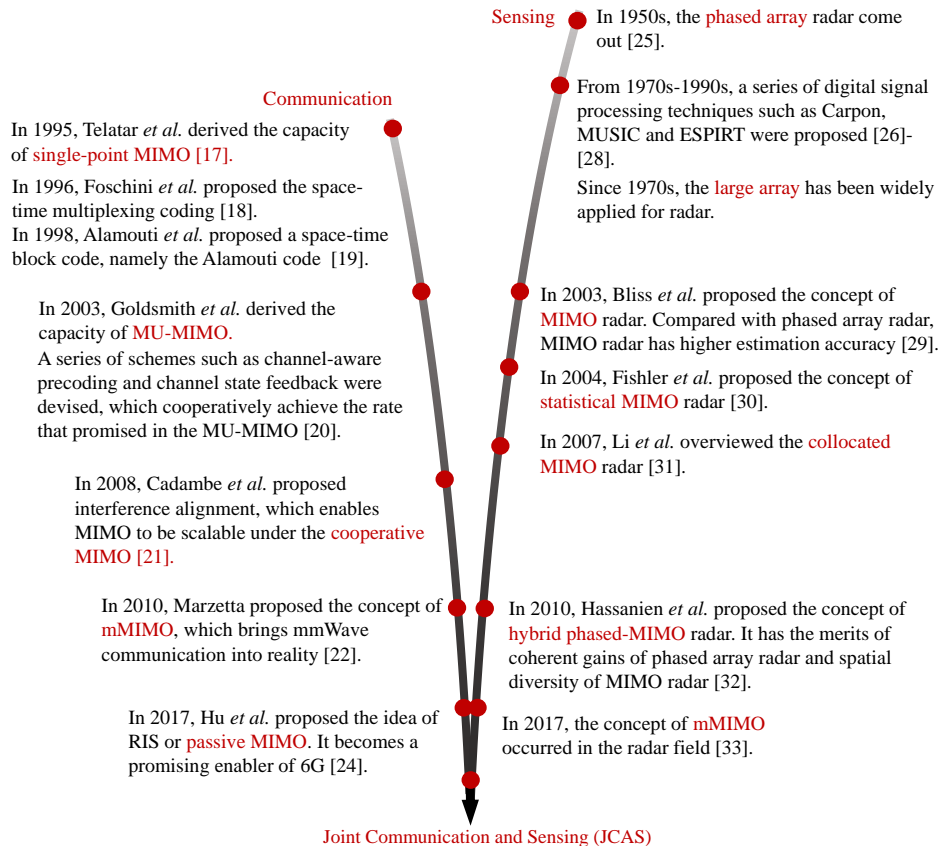 Sensing
In 1950s, the phased array radar come
out [25].
From 1970s-1990s, a series of digital signal
processing techniques such as Carpon,
MUSIC and ESPIRT were proposed [26]-
[28].
Since 1970s, the large array has been widely
applied for radar.
In 2003, Bliss et al. proposed the concept of
MIMO radar. Compared with phased array radar,
MIMO radar has higher estimation accuracy [29].
In 2004, Fishler et al. proposed the concept of
statistical MIMO radar [30].
In 2007, Li et al. overviewed the collocated
MIMO radar [31].
In 2010, Hassanien et al. proposed the concept of
hybrid phased-MIMO radar. It has the merits of
coherent gains of phased array radar and spatial
diversity of MIMO radar [32].
In 2017, the concept of mMIMO
occurred in the radar field [33].
Communication
In 1995, Telatar et al. derived the capacity
of single-point MIMO [17].
In 1996, Foschini et al. proposed the space-
time multiplexing coding [18].
In 1998, Alamouti et al. proposed a space-time
block code, namely the Alamouti code [19].
In 2003, Goldsmith et al. derived the
capacity of MU-MIMO.
A series of schemes such as channel-aware
precoding and channel state feedback were
devised, which cooperatively achieve the rate
that promised in the MU-MIMO [20].
In 2008, Cadambe et al. proposed
interference alignment, which enables
MIMO to be scalable under the cooperative
MIMO [21].
In 2010, Marzetta proposed the concept of
mMIMO, which brings mmWave
communication into reality [22].
In 2017, Hu et al. proposed the idea of
RIS or passive MIMO. It becomes a
promising enabler of 6G [24].
Joint Communication and Sensing (JCAS)